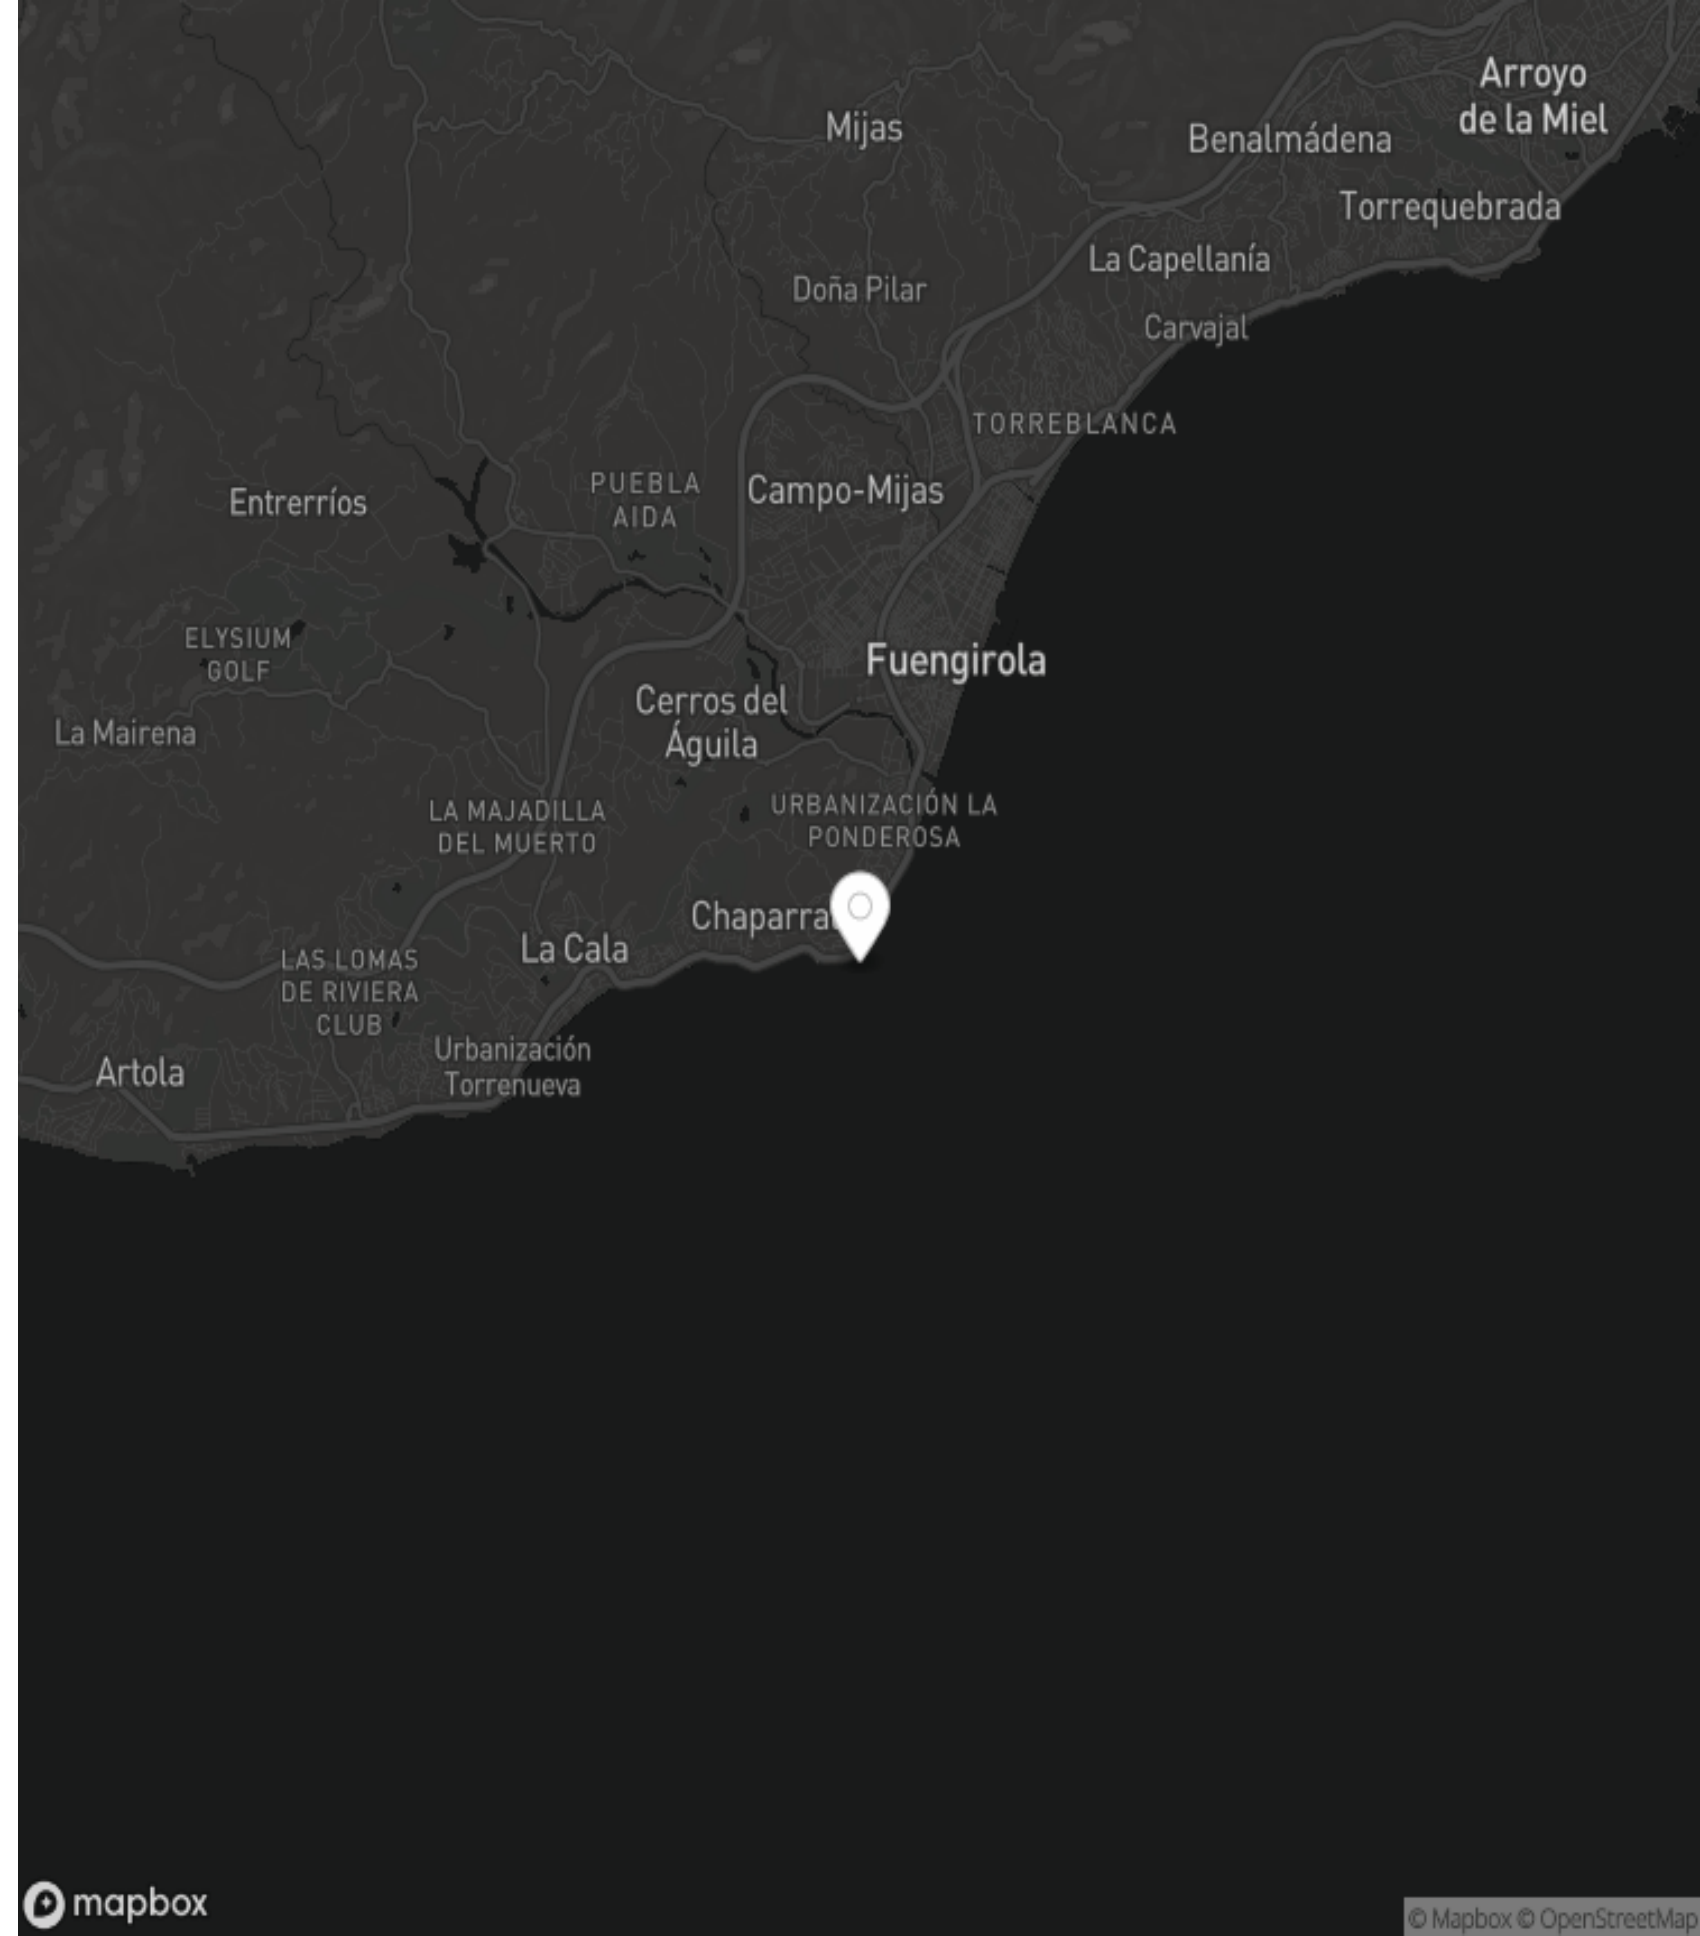 Arroyo
de la Miel
Mijas
Benalmádena
Torrequebrada
La Capellanía
Doña Pilar
Carvajal
TORREBLANCA
PUEBLA
AIDA
Campo-Mijas
Entrerríos
ELYSIUM
GOLF
Fuengirola
Cerros del
Águila
La Mairena
LA MAJADILLA
DEL MUERTO
URBANIZACIÓN LA
PONDEROSA
Chaparra
La Cala
LAS LOMAS
DE RIVIERA
CLUB
Urbanización
Torrenueva
Artola
mapbox
© Mapbox © OpenStreetMap